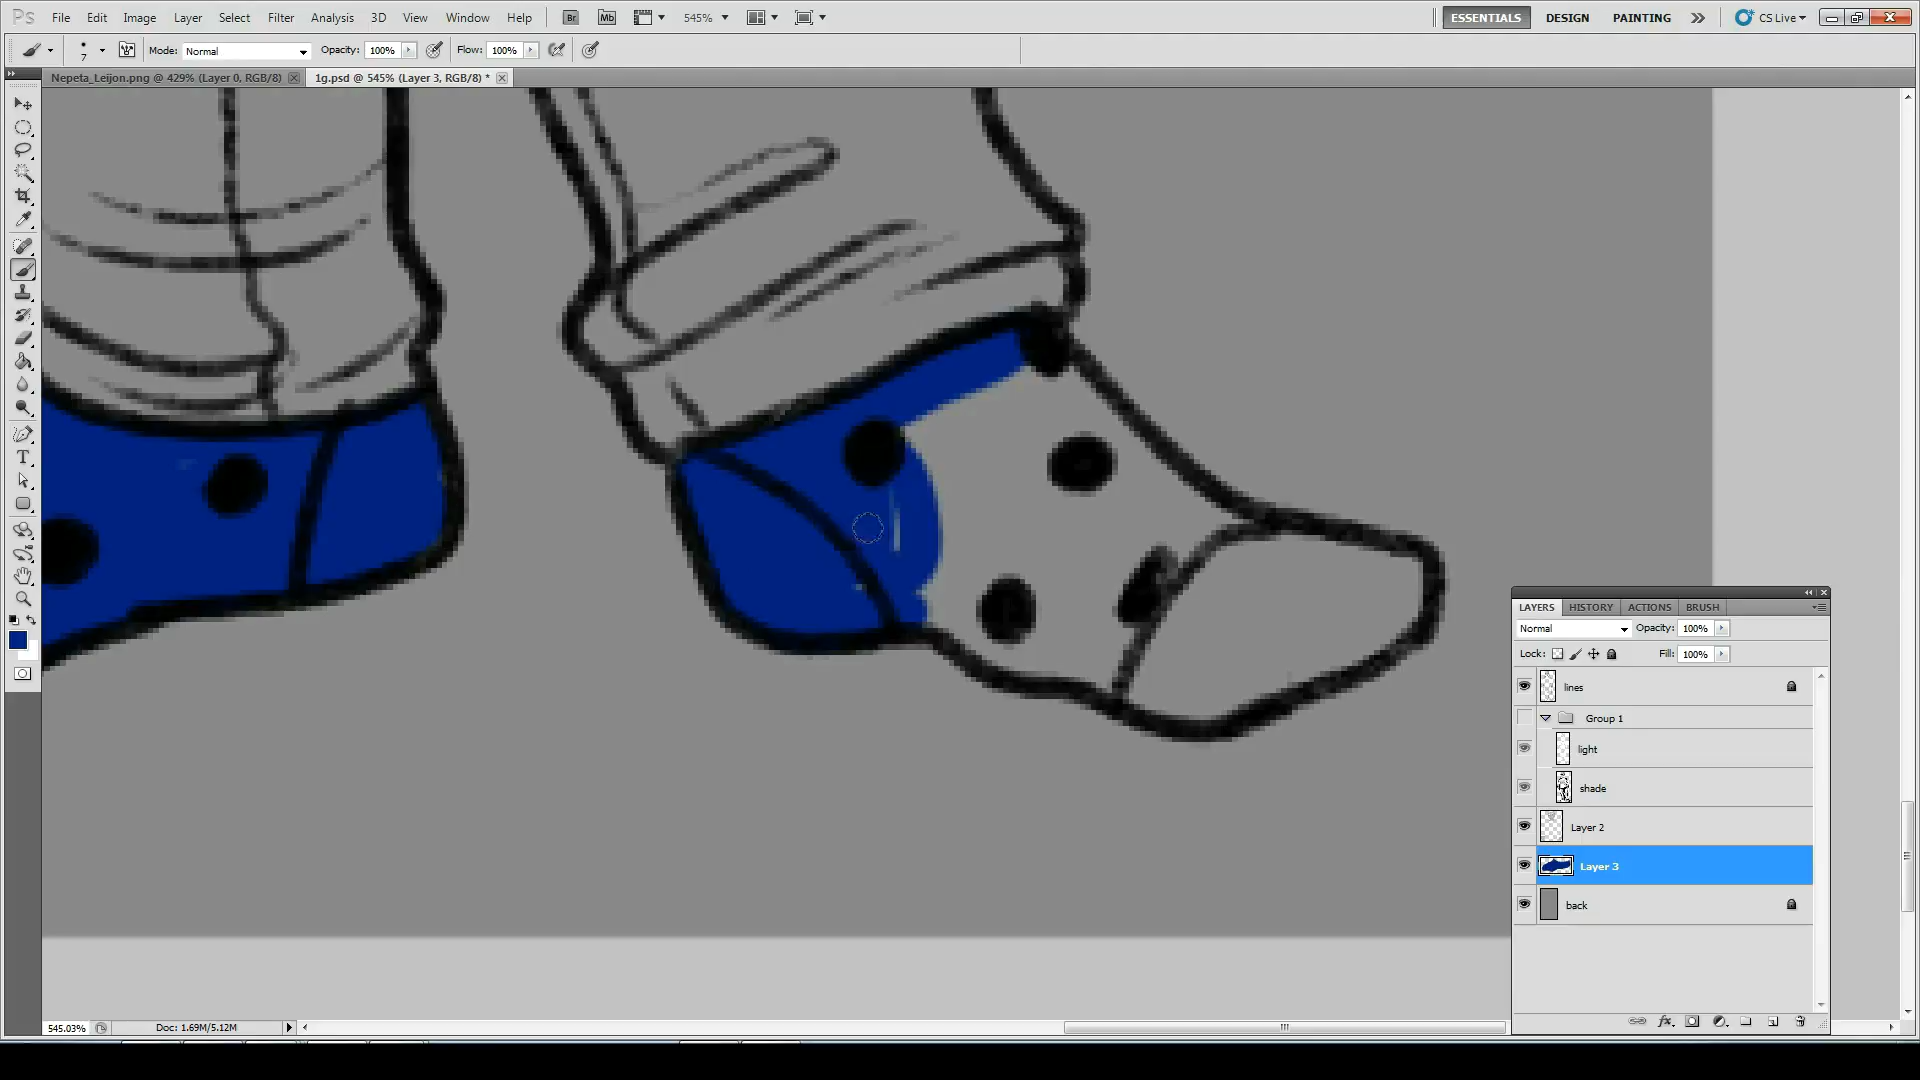 Ps File Edit Image Layer Select Filter Analysis 3D View Window Help Br Mb 545% ESSENTIALS DESIGN PAINTING CS Live
7 Mode: Normal Opacity: 100% Flow: 100%
Nepeta_Leijon.png @ 429% (Layer 0, RGB/8) 1g.psd @ 545% (Layer 3, RGB/8) *
LAYERS HISTORY ACTIONS BRUSH
Normal Opacity: 100%
Lock: Fill: 100%
lines
Group 1
light
shade
Layer 2
Layer 3
back
545.03% Doc: 1.69M/5.12M